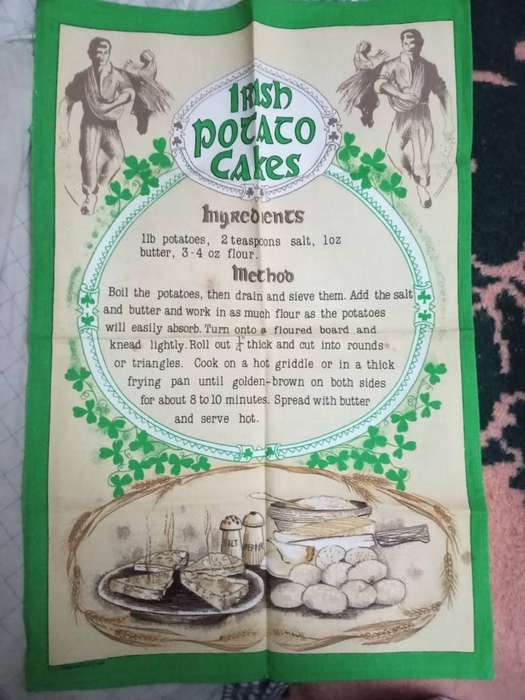 IRISh
POTATO
CAKES
Ingredients
1lb potatoes, 2 teaspoons salt, 1oz
butter, 3-4 oz flour.
Method
Boil the potatoes, then drain and sieve them. Add the salt
and butter and work in as much flour as the potatoes
will easily absorb. Turn onto a floured board and
knead lightly. Roll out ¼" thick and cut into rounds
or triangles. Cook on a hot griddle or in a thick
frying pan until golden-brown on both sides
for about 8 to 10 minutes. Spread with butter
and serve hot.
SALT
PEPPER